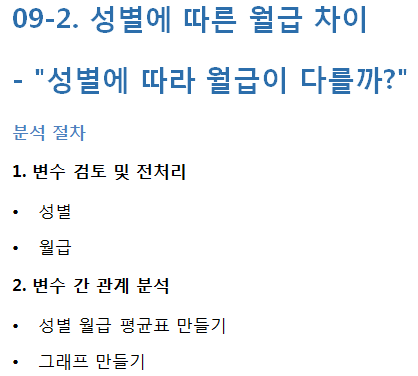 09-2. 성별에 따른 월급 차이
- "성별에 따라 월급이 다를까?"
분석 절차
1. 변수 검토 및 전처리
• 성별
• 월급
2. 변수 간 관계 분석
• 성별 월급 평균표 만들기
• 그래프 만들기